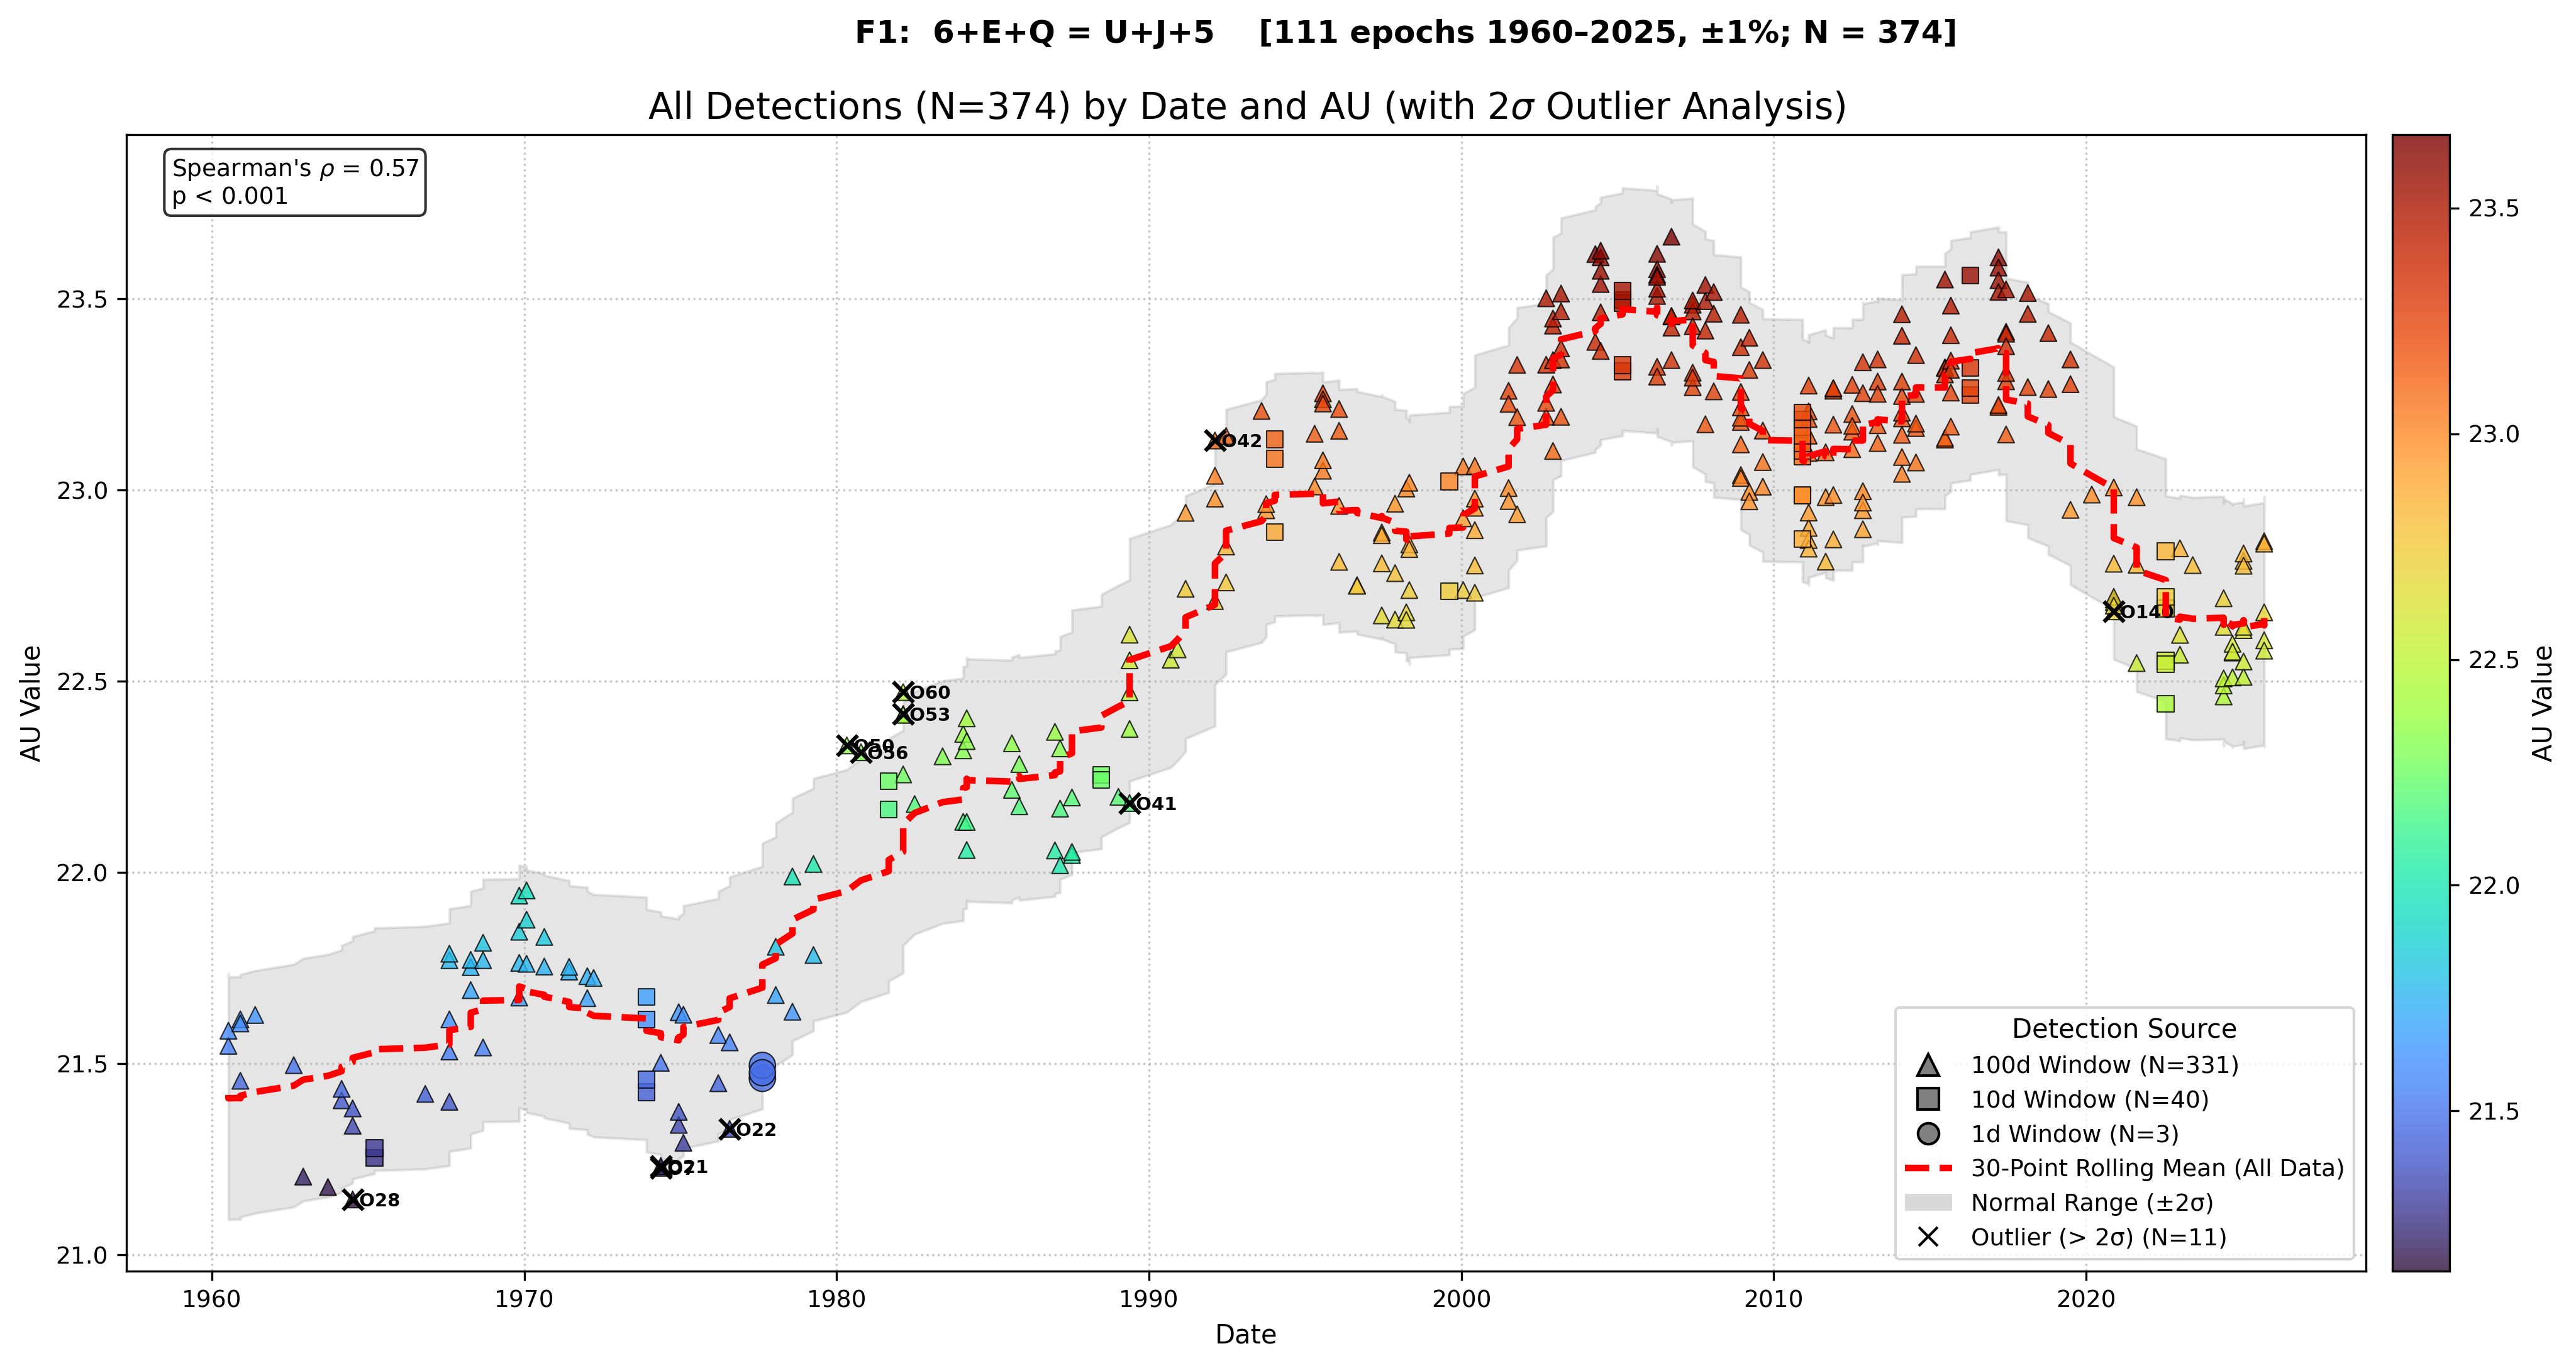 F1:  6+E+Q = U+J+5    [111 epochs 1960–2025, ±1%; N = 374]
All Detections (N=374) by Date and AU (with 2σ Outlier Analysis)
Spearman's ρ = 0.57
p < 0.001
AU Value
23.5
23.0
22.5
22.0
21.5
21.0
O42
O60
O53
O50
O56
O41
O140
O22
O21
O28
Detection Source
100d Window (N=331)
10d Window (N=40)
1d Window (N=3)
30-Point Rolling Mean (All Data)
Normal Range (±2σ)
Outlier (> 2σ) (N=11)
1960
1970
1980
1990
2000
2010
2020
Date
23.5
23.0
22.5
22.0
21.5
AU Value